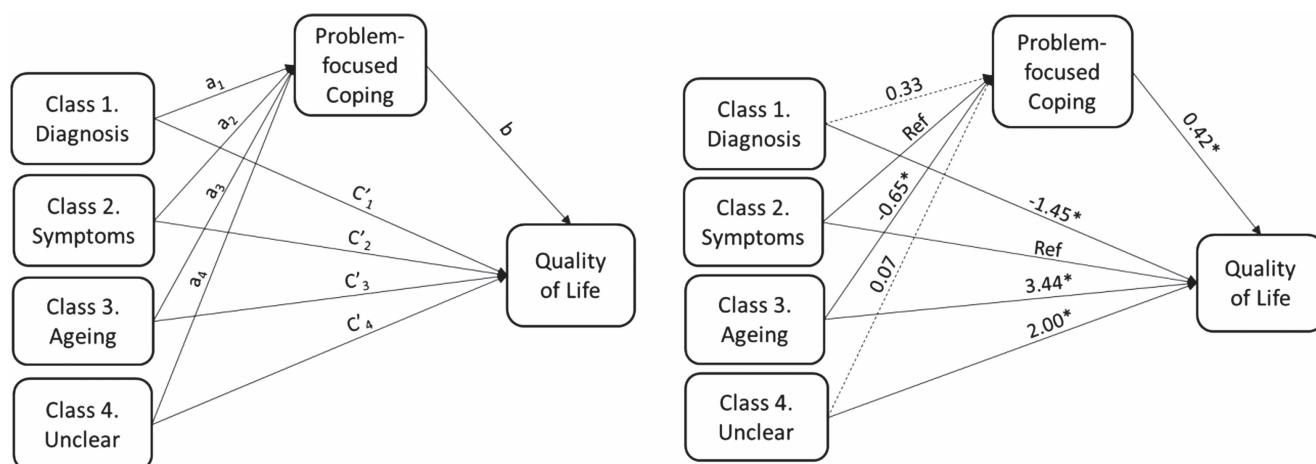 Problem-
focused
Coping
Class 1.
Diagnosis
Class 2.
Symptoms
Class 3.
Ageing
Class 4.
Unclear
Quality
of Life
a₁
a₂
a₃
a₄
b
C'₁
C'₂
C'₃
C'₄
Problem-
focused
Coping
Class 1.
Diagnosis
Class 2.
Symptoms
Class 3.
Ageing
Class 4.
Unclear
Quality
of Life
0.33
Ref
-0.65*
0.07
0.42*
-1.45*
Ref
3.44*
2.00*